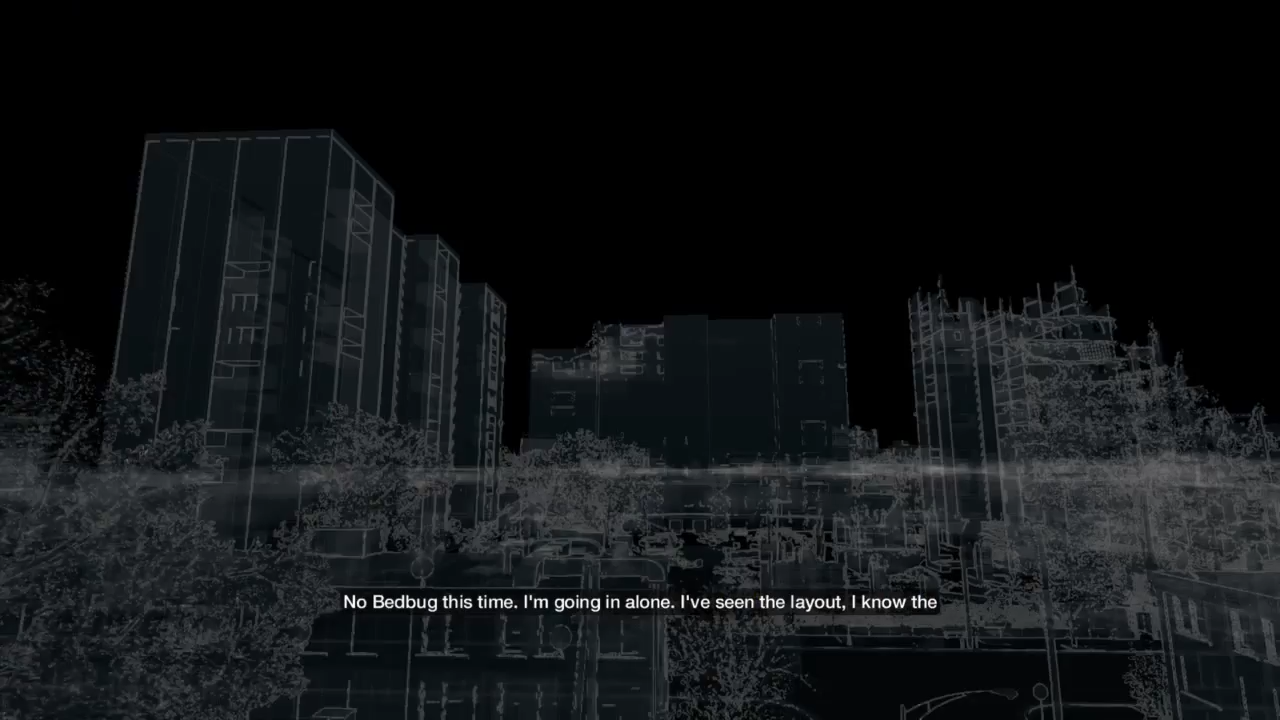 No Bedbug this time. I'm going in alone. I've seen the layout, I know the